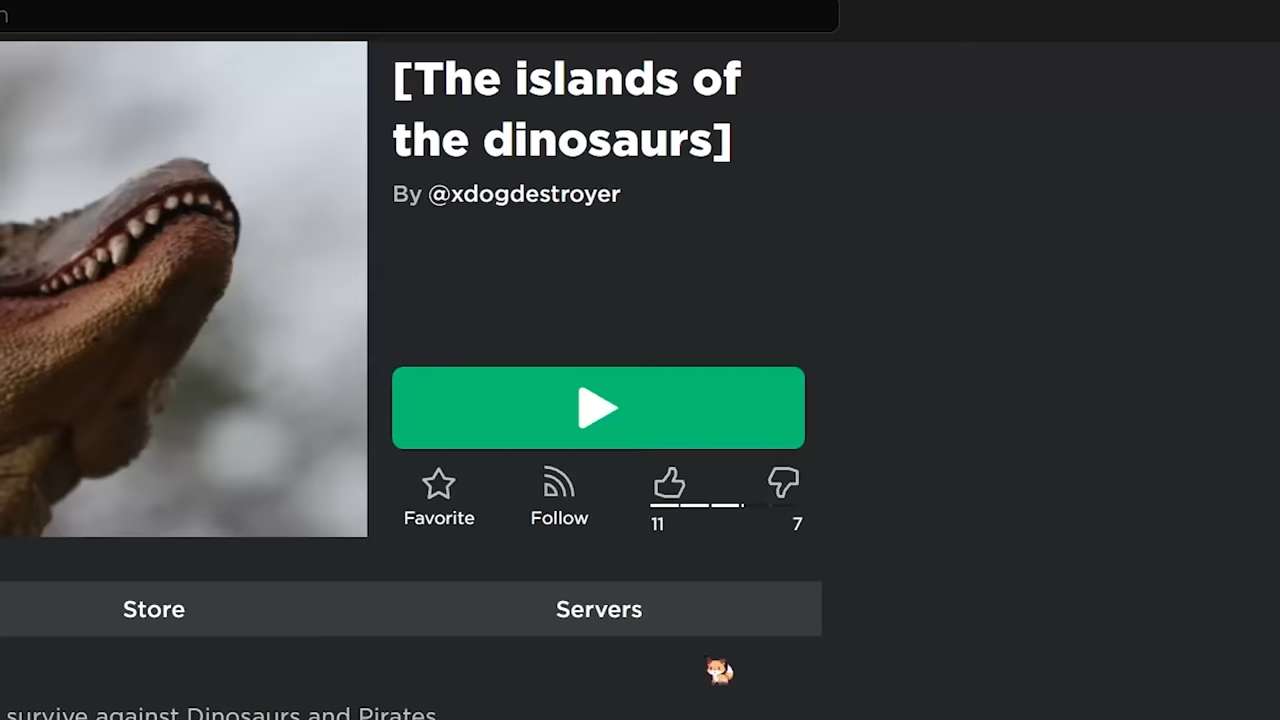 [The islands of
the dinosaurs]
By @xdogdestroyer
Favorite
Follow
11
7
Store
Servers
survive against Dinosaurs and Pirates